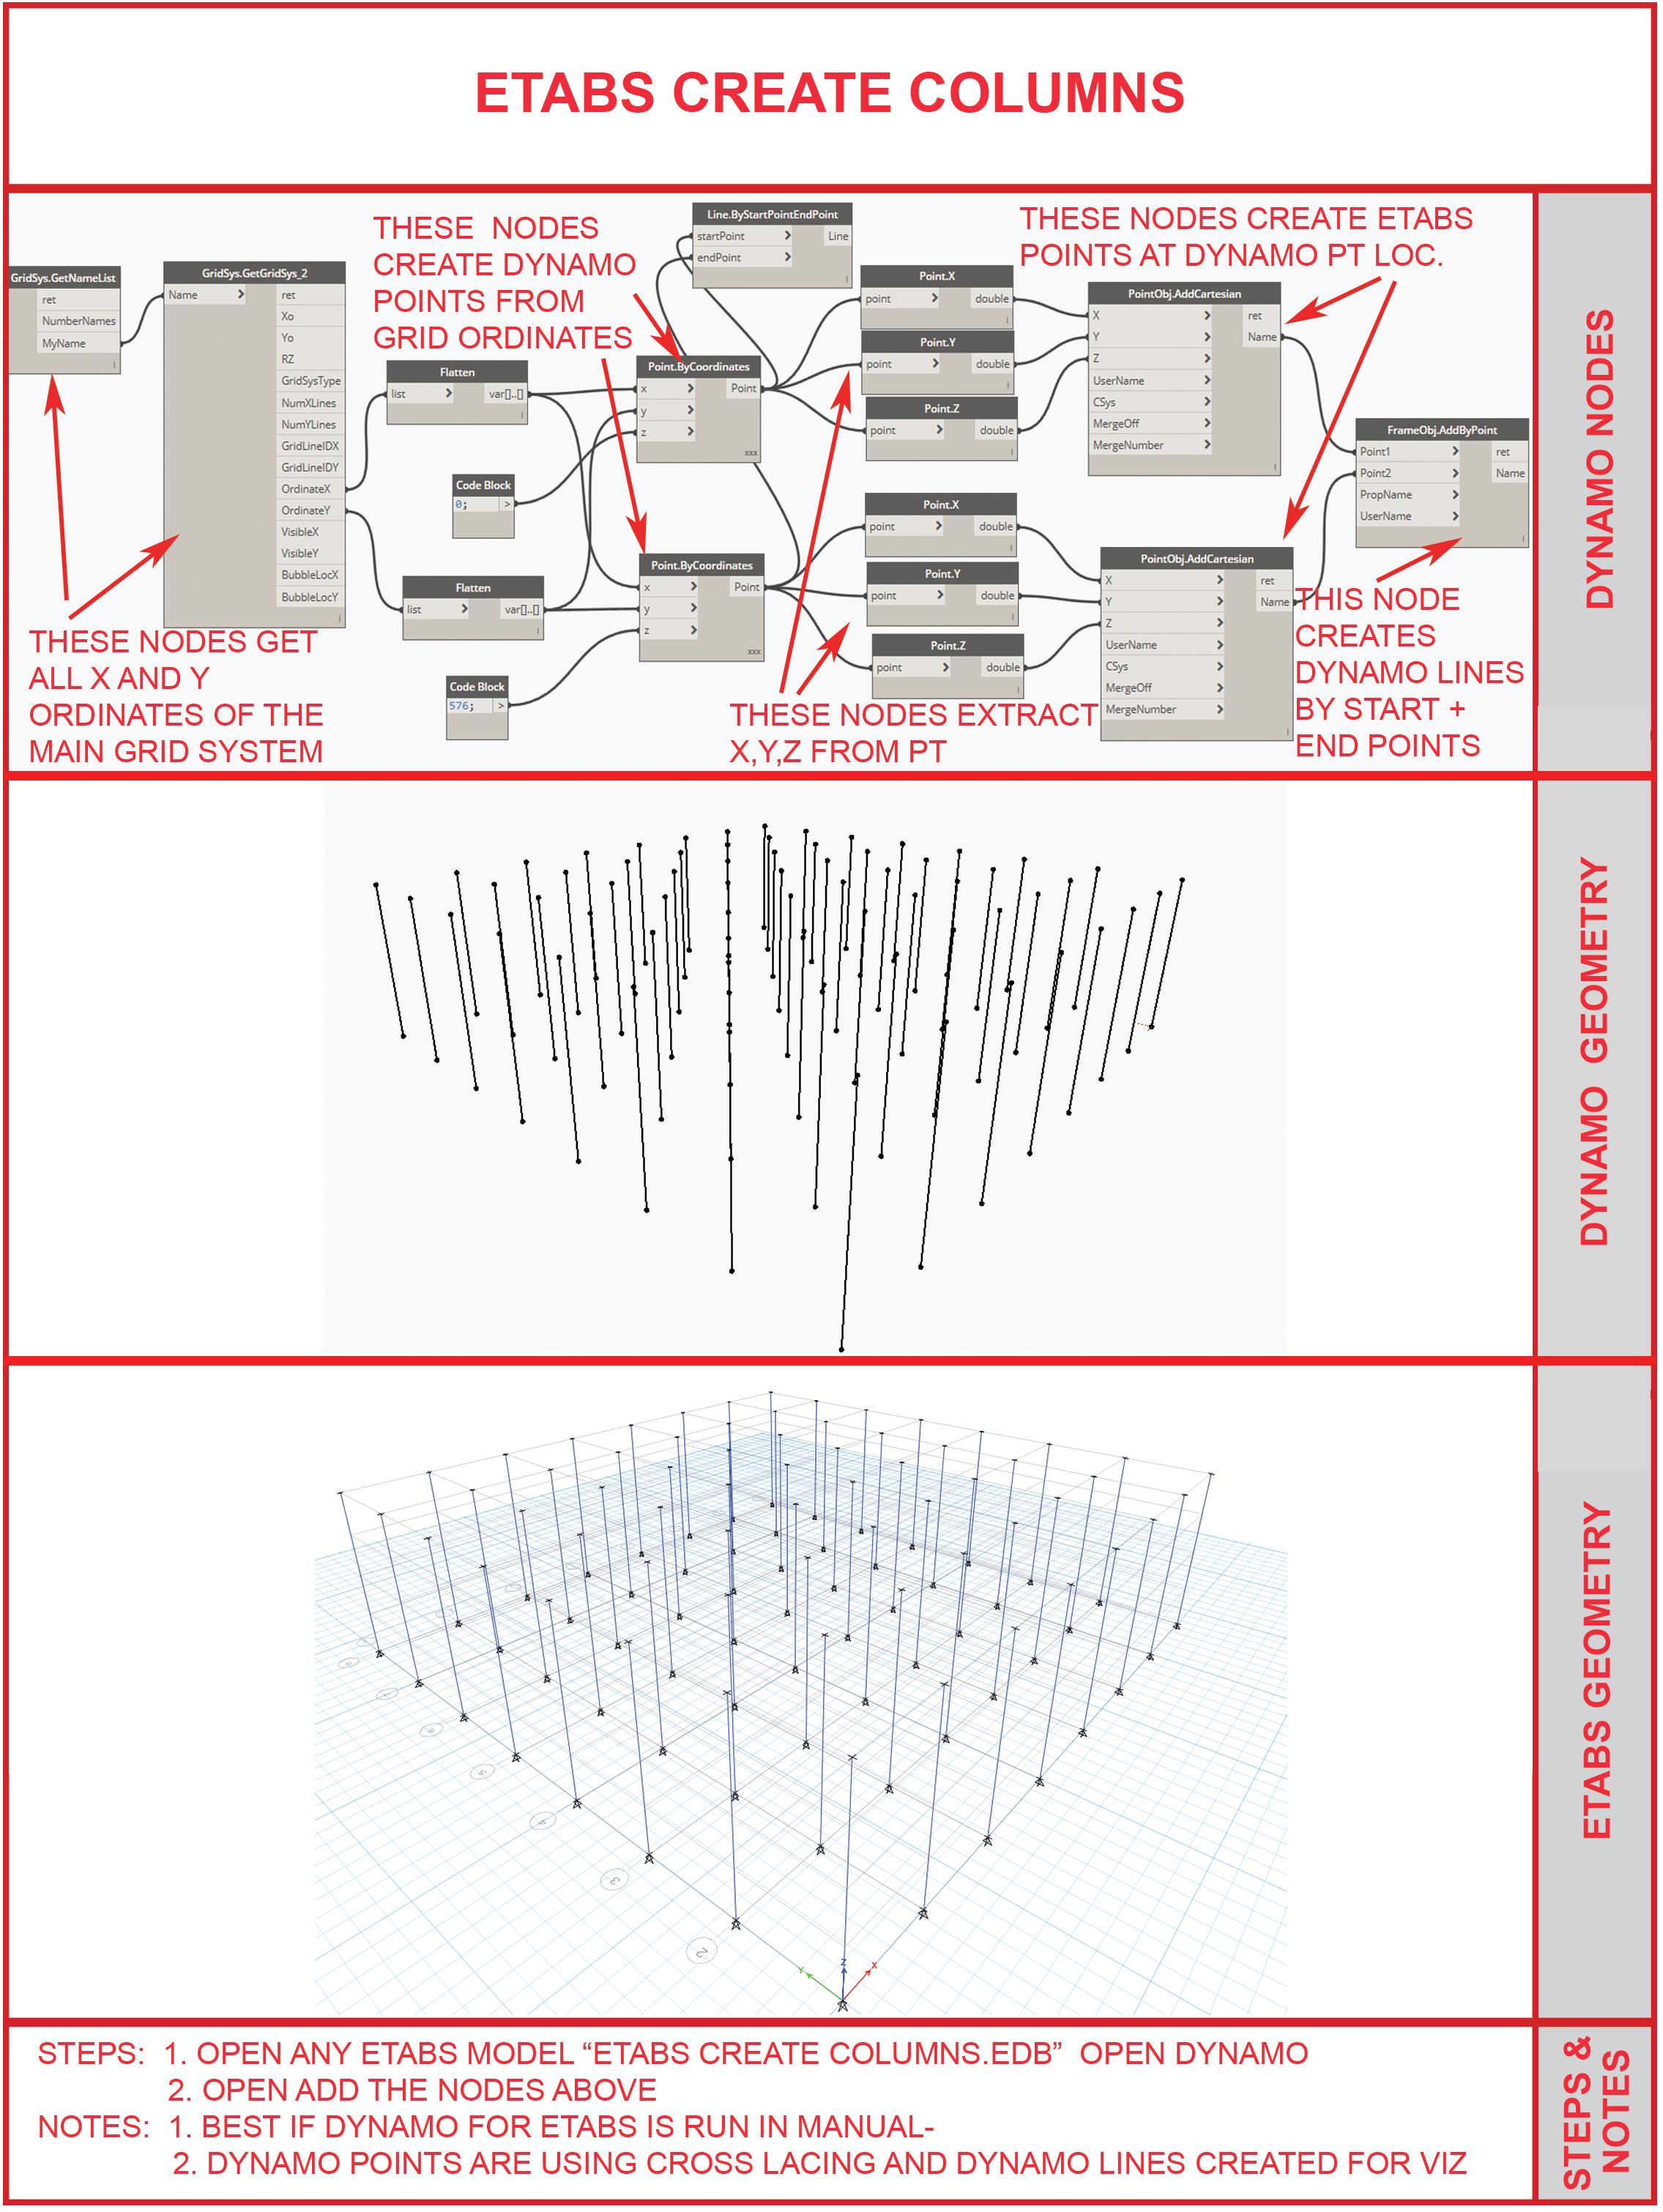 ETABS CREATE COLUMNS
GridSys.GetNameList
ret
NumberNames
MyName
GridSys.GetGridSys_2
Name
ret
Xo
Yo
RZ
GridSysType
NumXLines
NumYLines
GridLineIDX
GridLineIDY
OrdinateX
OrdinateY
VisibleX
VisibleY
BubbleLocX
BubbleLocY
THESE NODES GET
ALL X AND Y
ORDINATES OF THE
MAIN GRID SYSTEM
THESE NODES
CREATE DYNAMO
POINTS FROM
GRID ORDINATES
Flatten
list > var[]..[]
Code Block
0; >
Flatten
list > var[]..[]
Code Block
576; >
Line.ByStartPointEndPoint
startPoint > Line
endPoint >
Point.ByCoordinates
x > Point
y >
z >
xxx
Point.ByCoordinates
x > Point
y >
z >
xxx
Point.X
point > double
Point.Y
point > double
Point.Z
point > double
Point.X
point > double
Point.Y
point > double
Point.Z
point > double
THESE NODES EXTRACT
X,Y,Z FROM PT
THESE NODES CREATE ETABS
POINTS AT DYNAMO PT LOC.
PointObj.AddCartesian
X > ret
Y > Name
Z >
UserName >
CSys >
MergeOff >
MergeNumber >
PointObj.AddCartesian
X > ret
Y > Name
Z >
UserName >
CSys >
MergeOff >
MergeNumber >
FrameObj.AddByPoint
Point1 > ret
Point2 > Name
PropName >
UserName >
THIS NODE
CREATES
DYNAMO LINES
BY START +
END POINTS
DYNAMO NODES
DYNAMO GEOMETRY
5
4
3
2
Y
Z
X
ETABS GEOMETRY
STEPS: 1. OPEN ANY ETABS MODEL “ETABS CREATE COLUMNS.EDB” OPEN DYNAMO
2. OPEN ADD THE NODES ABOVE
NOTES: 1. BEST IF DYNAMO FOR ETABS IS RUN IN MANUAL-
2. DYNAMO POINTS ARE USING CROSS LACING AND DYNAMO LINES CREATED FOR VIZ
STEPS &
NOTES